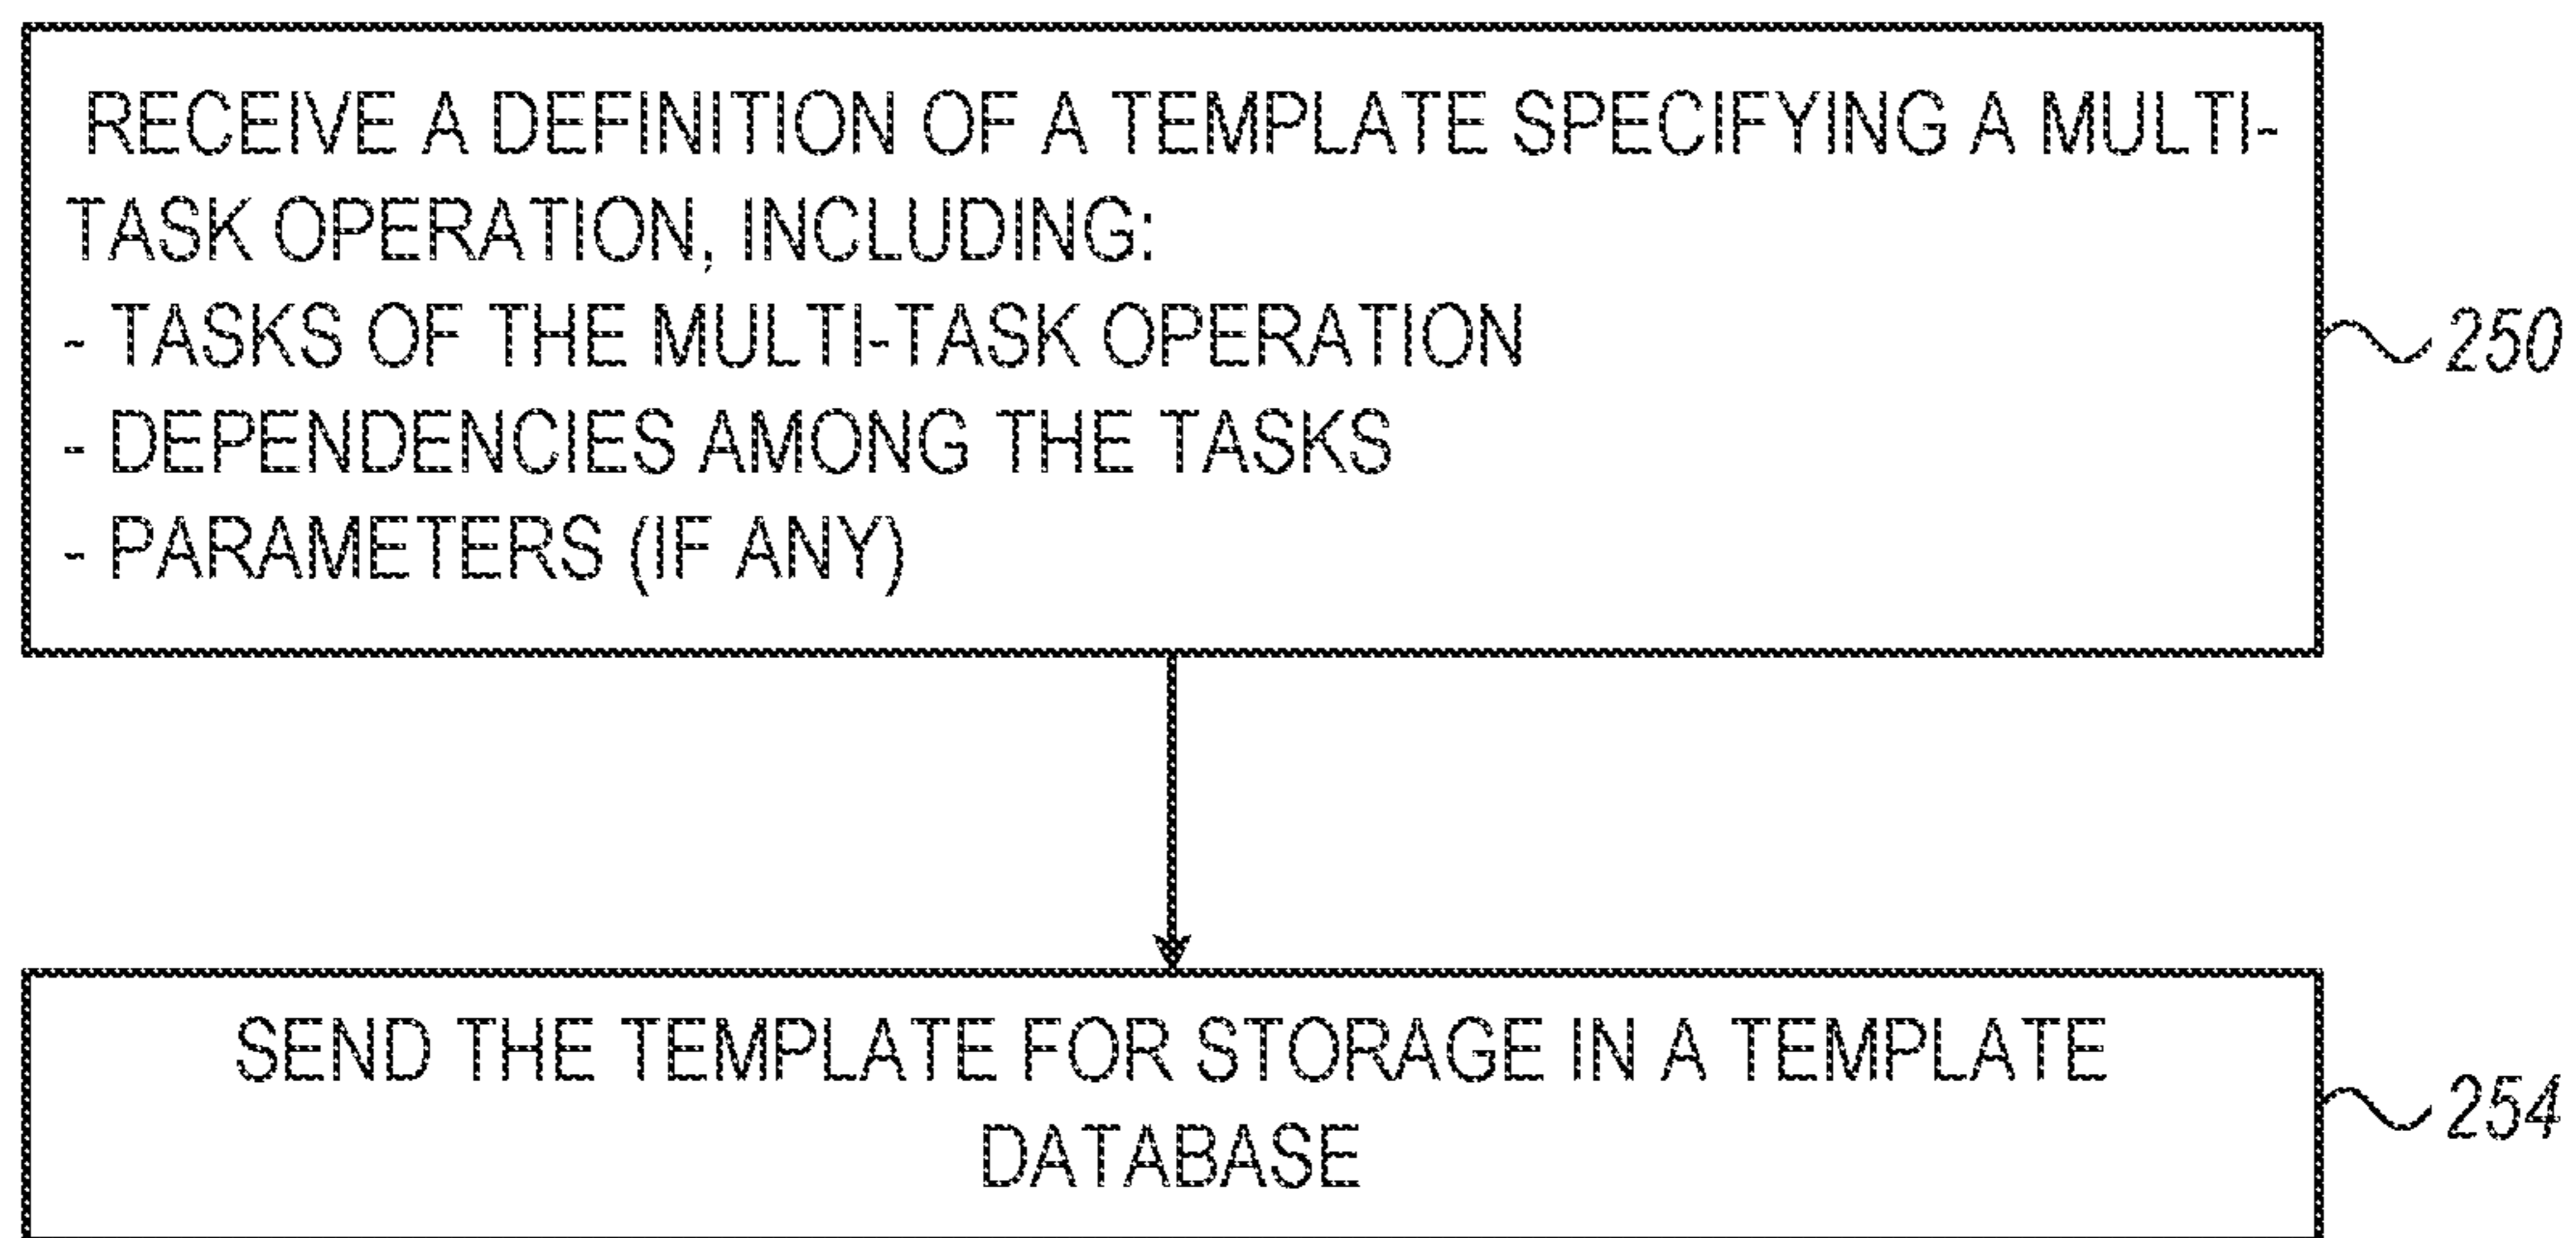 RECEIVE A DEFINITION OF A TEMPLATE SPECIFYING A MULTI-
TASK OPERATION, INCLUDING:
- TASKS OF THE MULTI-TASK OPERATION
- DEPENDENCIES AMONG THE TASKS
- PARAMETERS (IF ANY)
250
SEND THE TEMPLATE FOR STORAGE IN A TEMPLATE
DATABASE
254